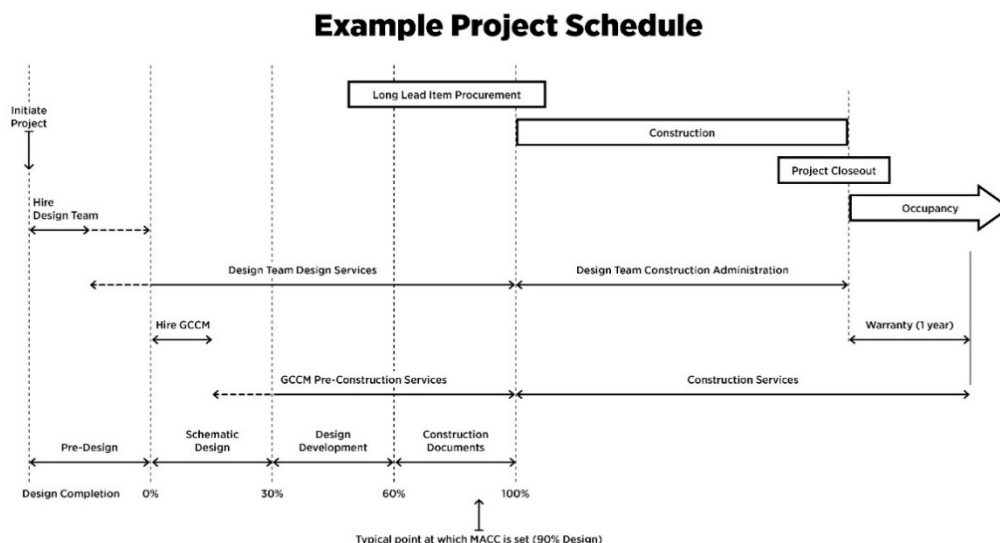 Example Project Schedule
Long Lead Item Procurement
Initiate
Project
Construction
Project Closeout
Hire
Design Team
Occupancy
Design Team Design Services
Design Team Construction Administration
Hire GCCM
Warranty (1 year)
GCCM Pre-Construction Services
Construction Services
Pre-Design
Schematic
Design
Design
Development
Construction
Documents
Design Completion
0%
30%
60%
100%
Typical point at which MACC is set (90% Design)